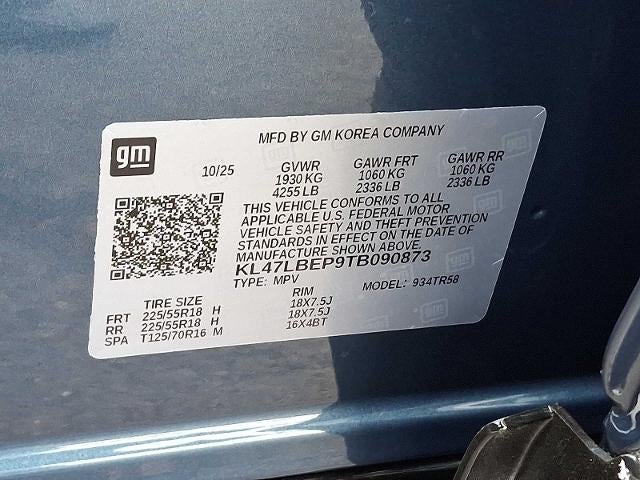 gm
MFD BY GM KOREA COMPANY
10/25 GVWR GAWR FRT GAWR RR
1930 KG 1060 KG 1060 KG
4255 LB 2336 LB 2336 LB
THIS VEHICLE CONFORMS TO ALL
APPLICABLE U.S. FEDERAL MOTOR
VEHICLE SAFETY AND THEFT PREVENTION
STANDARDS IN EFFECT ON THE DATE OF
MANUFACTURE SHOWN ABOVE.
KL47LBEP9TB090873
TYPE: MPV MODEL: 934TR58
TIRE SIZE RIM
FRT 225/55R18 H 18X7.5J
RR 225/55R18 H 18X7.5J
SPA T125/70R16 M 16X4BT